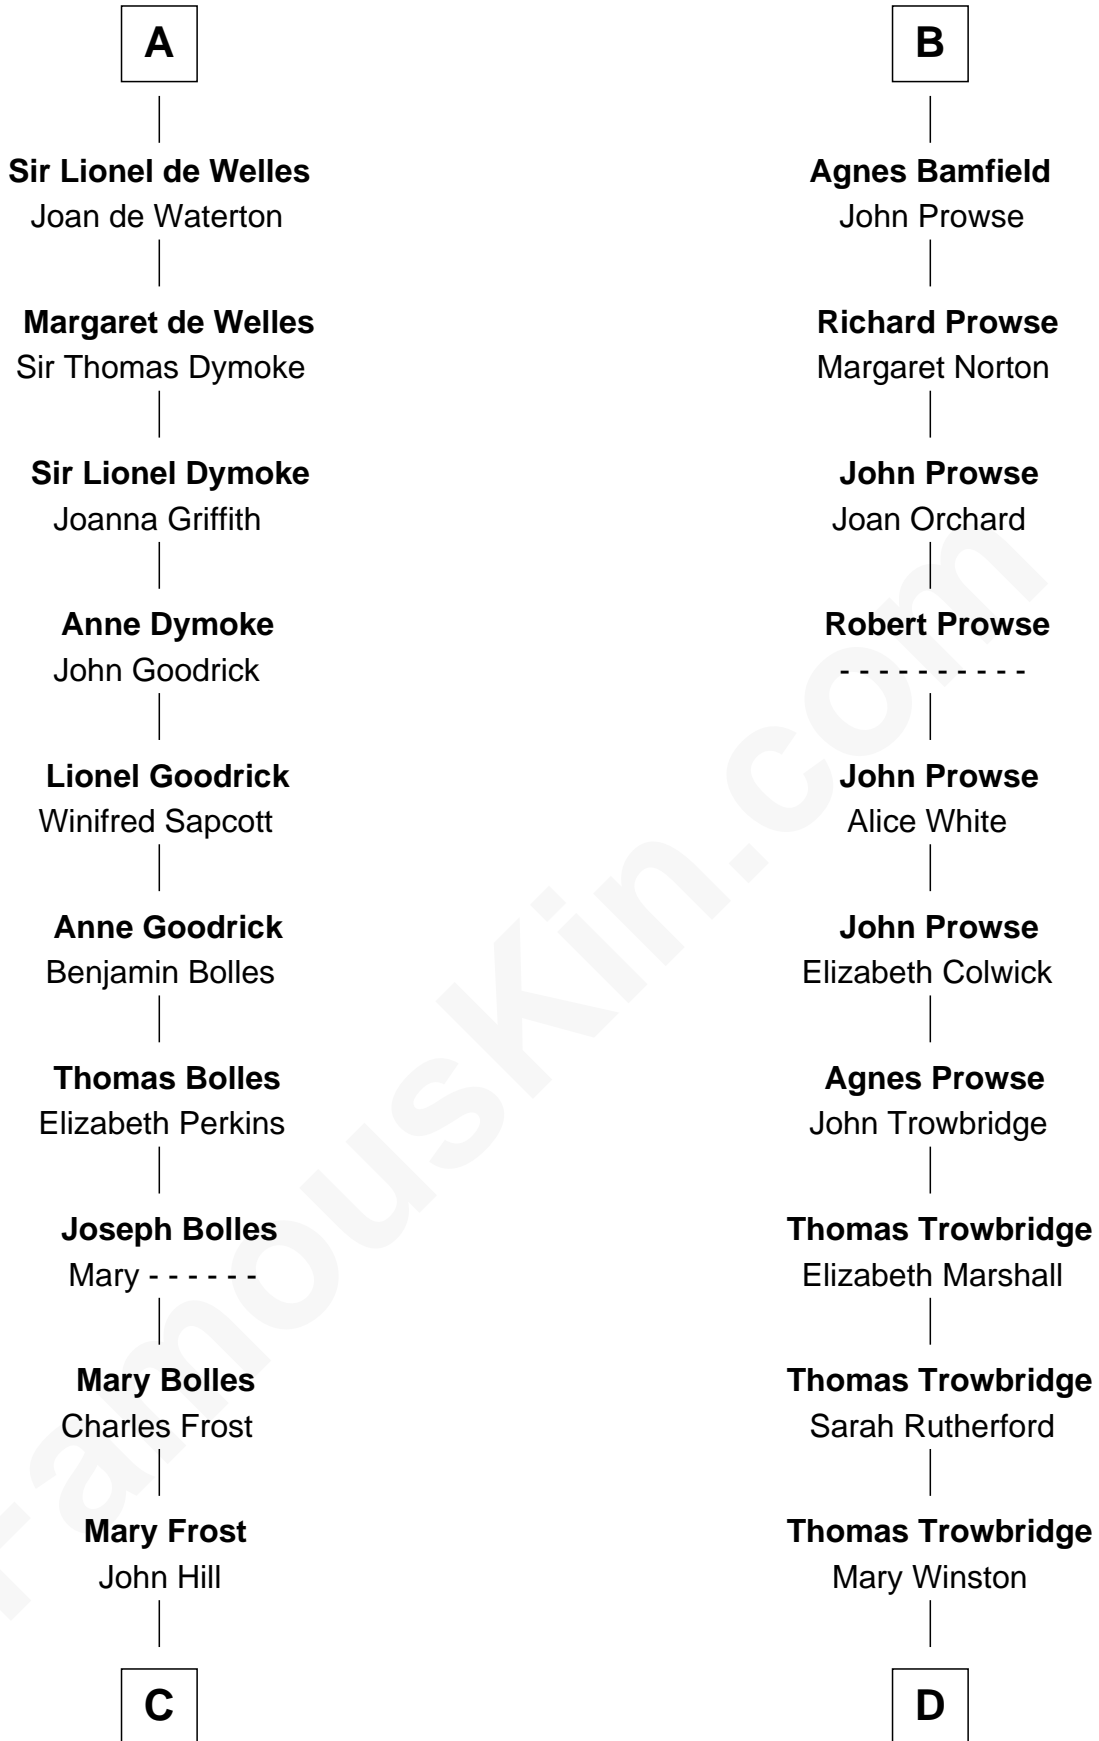 A
Sir Lionel de Welles
Joan de Waterton
Margaret de Welles
Sir Thomas Dymoke
Sir Lionel Dymoke
Joanna Griffith
Anne Dymoke
John Goodrick
Lionel Goodrick
Winifred Sapcott
Anne Goodrick
Benjamin Bolles
Thomas Bolles
Elizabeth Perkins
Joseph Bolles
Mary - - - - - -
Mary Bolles
Charles Frost
Mary Frost
John Hill
C
B
Agnes Bamfield
John Prowse
Richard Prowse
Margaret Norton
John Prowse
Joan Orchard
Robert Prowse
- - - - - - - - - -
John Prowse
Alice White
John Prowse
Elizabeth Colwick
Agnes Prowse
John Trowbridge
Thomas Trowbridge
Elizabeth Marshall
Thomas Trowbridge
Sarah Rutherford
Thomas Trowbridge
Mary Winston
D
FamousKin.com